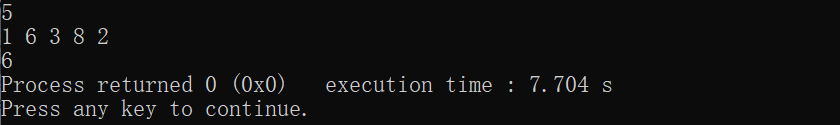 5
1 6 3 8 2
6
Process returned 0 (0x0)   execution time : 7.704 s
Press any key to continue.